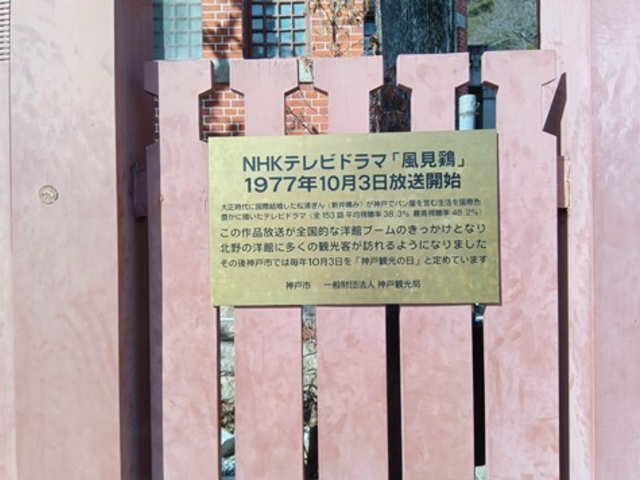 NHKテレビドラマ「風見鶏」
1977年10月3日放送開始
大正時代に国際結婚した松浦ぎん（新井晴み）が神戸でパン屋を営む生活を国際色
豊かに描いたテレビドラマ（全153話 平均視聴率38.3％ 最高視聴率48.2％）
この作品放送が全国的な洋館ブームのきっかけとなり
北野の洋館に多くの観光客が訪れるようになりました
その後神戸市では毎年10月3日を「神戸観光の日」と定めています
神戸市　一般財団法人 神戸観光局